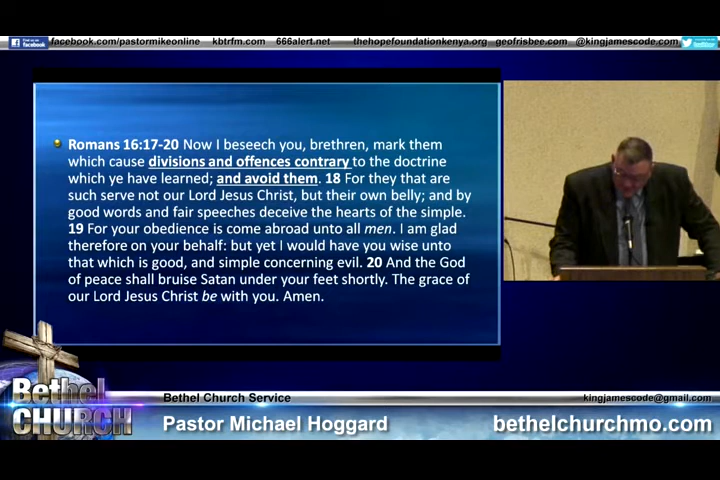 Find us on facebook facebook.com/pastormikeonline kbtrfm.com 666alert.net thehopefoundationkenya.org geofrisbee.com @kingjamescode.com twitter
Romans 16:17-20 Now I beseech you, brethren, mark them
which cause divisions and offences contrary to the doctrine
which ye have learned; and avoid them. 18 For they that are
such serve not our Lord Jesus Christ, but their own belly; and by
good words and fair speeches deceive the hearts of the simple.
19 For your obedience is come abroad unto all men. I am glad
therefore on your behalf: but yet I would have you wise unto
that which is good, and simple concerning evil. 20 And the God
of peace shall bruise Satan under your feet shortly. The grace of
our Lord Jesus Christ be with you. Amen.
Bethel
CHURCH
Bethel Church Service kingjamescode@gmail.com
Pastor Michael Hoggard bethelchurchmo.com